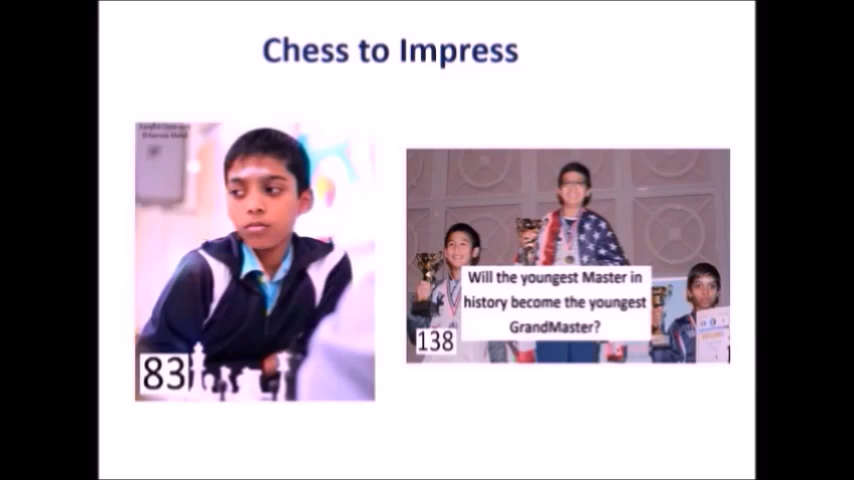 Chess to Impress
83
Will the youngest Master in
history become the youngest
GrandMaster?
138